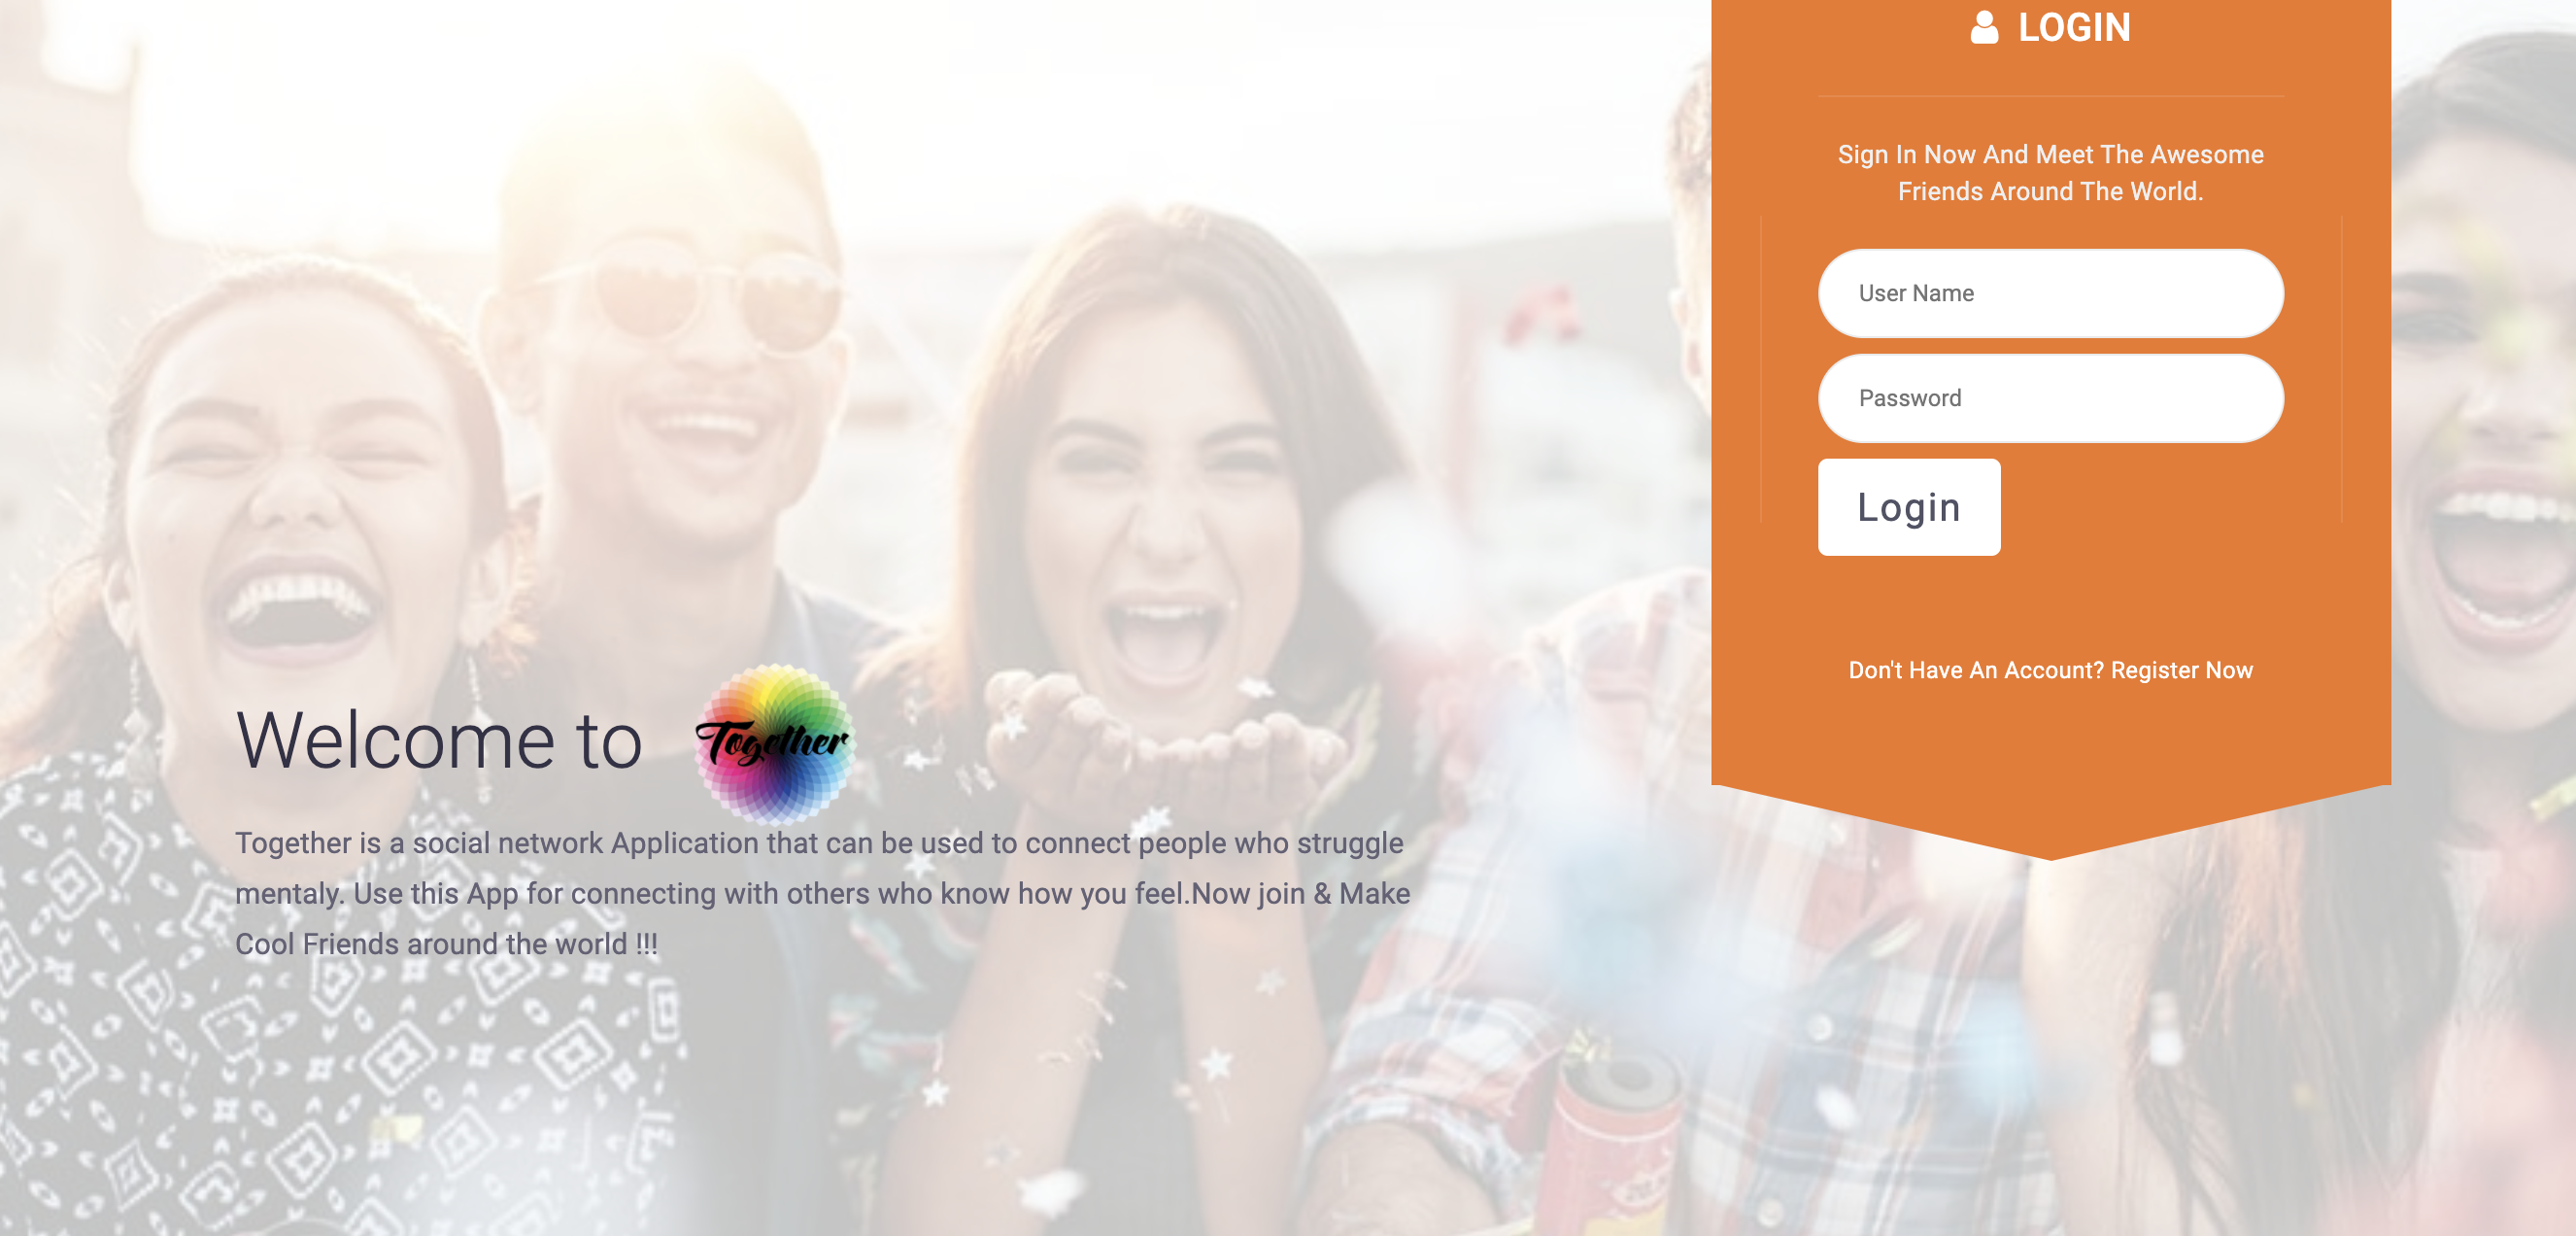 LOGIN
Sign In Now And Meet The Awesome
Friends Around The World.
User Name
Password
Login
Don't Have An Account? Register Now
Welcome to Together
Together is a social network Application that can be used to connect people who struggle
mentaly. Use this App for connecting with others who know how you feel.Now join & Make
Cool Friends around the world !!!